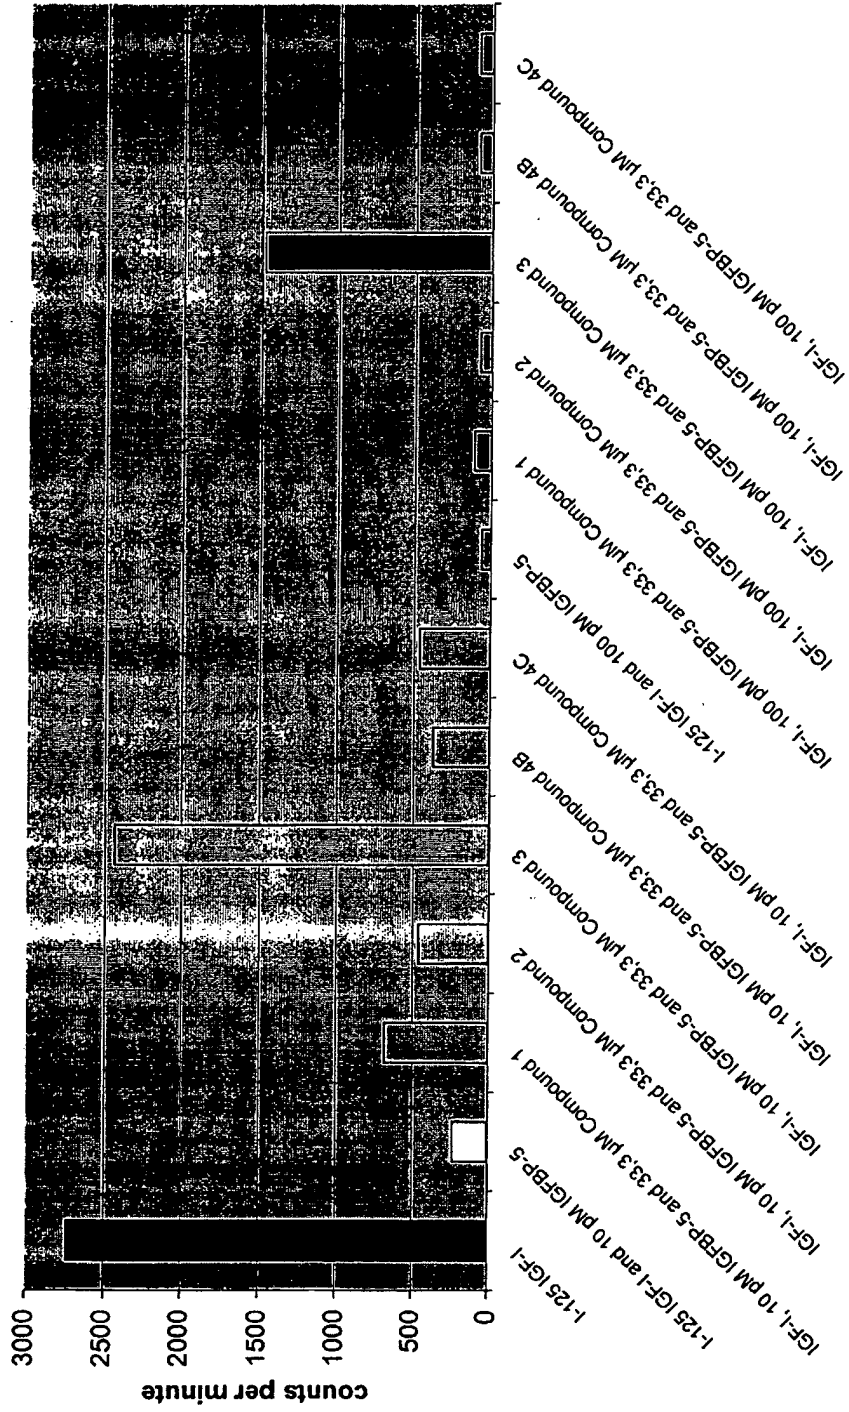 counts per minute
3000
2500
2000
1500
1000
500
0
I-125 IGF-I
I-125 IGF-I and 10 pM IGFBP-5
IGF-I, 10 pM IGFBP-5 and 33,3 µM Compound 1
IGF-I, 10 pM IGFBP-5 and 33,3 µM Compound 2
IGF-I, 10 pM IGFBP-5 and 33,3 µM Compound 3
IGF-I, 10 pM IGFBP-5 and 33,3 µM Compound 4B
IGF-I, 10 pM IGFBP-5 and 33,3 µM Compound 4C
I-125 IGF-I and 100 pM IGFBP-5
IGF-I, 100 pM IGFBP-5 and 33,3 µM Compound 1
IGF-I, 100 pM IGFBP-5 and 33,3 µM Compound 2
IGF-I, 100 pM IGFBP-5 and 33,3 µM Compound 3
IGF-I, 100 pM IGFBP-5 and 33,3 µM Compound 4B
IGF-I, 100 pM IGFBP-5 and 33,3 µM Compound 4C